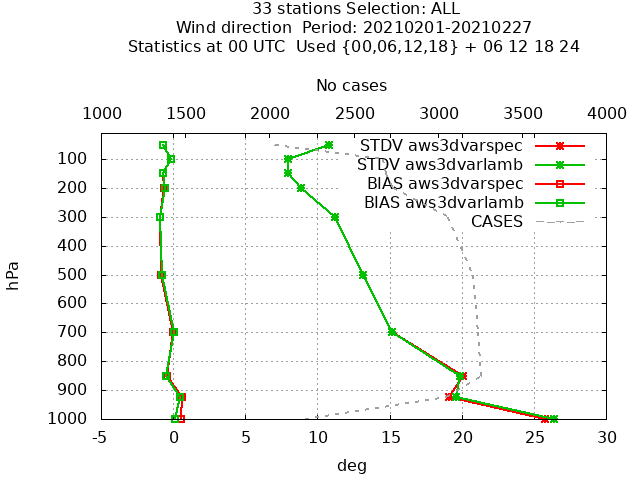 33 stations Selection: ALL
Wind direction  Period: 20210201-20210227
Statistics at 00 UTC  Used {00,06,12,18} + 06 12 18 24
No cases
1000 1500 2000 2500 3000 3500 4000
STDV aws3dvarspec
STDV aws3dvarlamb
BIAS aws3dvarspec
BIAS aws3dvarlamb
CASES
hPa
100
200
300
400
500
600
700
800
900
1000
-5 0 5 10 15 20 25 30
deg